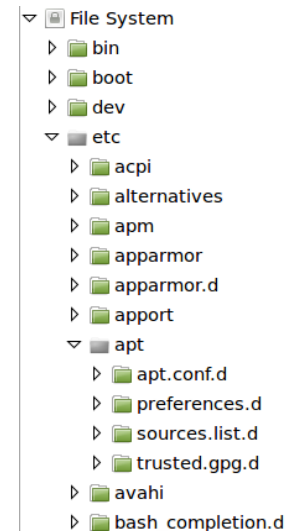 File System
bin
boot
dev
etc
acpi
alternatives
apm
apparmor
apparmor.d
apport
apt
apt.conf.d
preferences.d
sources.list.d
trusted.gpg.d
avahi
bash_completion.d